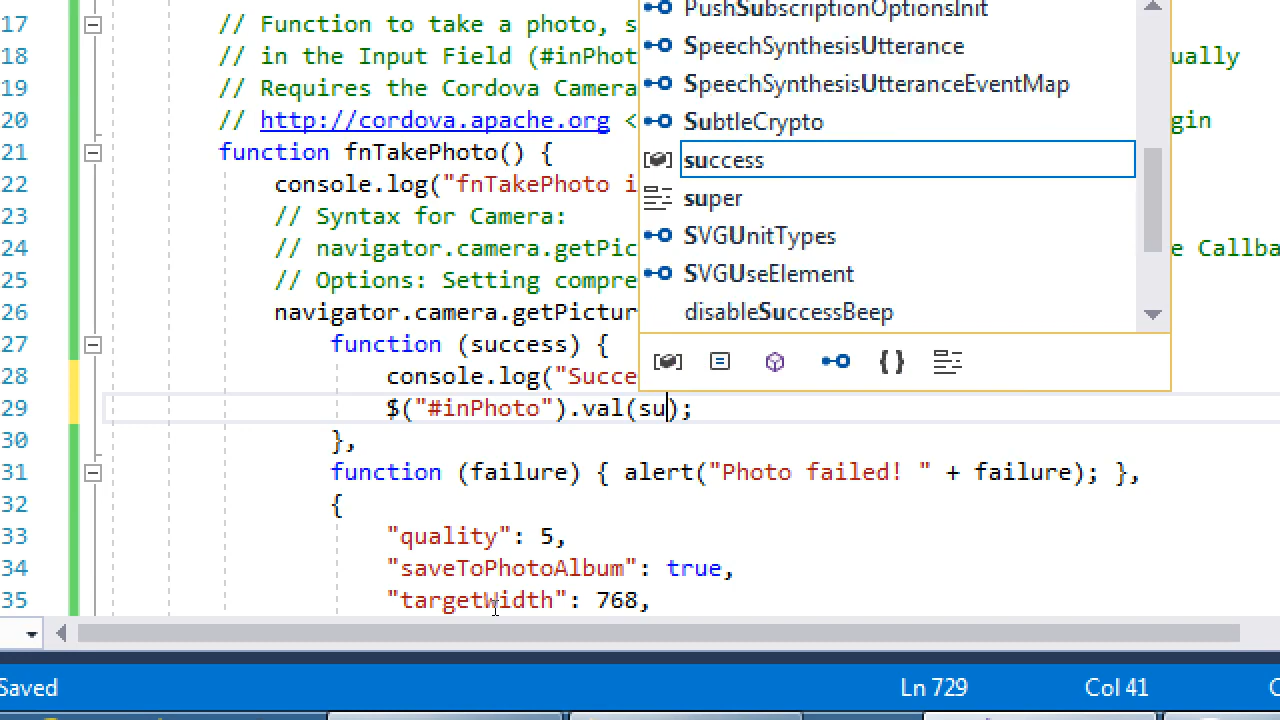 17 // Function to take a photo, s
18 // in the Input Field (#inPhot ually
19 // Requires the Cordova Camera
20 // http://cordova.apache.org < gin
21 function fnTakePhoto() {
22 console.log("fnTakePhoto i
23 // Syntax for Camera:
24 // navigator.camera.getPic e Callba
25 // Options: Setting compre
26 navigator.camera.getPictur
27 function (success) {
28 console.log("Succe
29 $("#inPhoto").val(su);
30 },
31 function (failure) { alert("Photo failed! " + failure); },
32 {
33 "quality": 5,
34 "saveToPhotoAlbum": true,
35 "targetWidth": 768,
PushSubscriptionOptionsInit
SpeechSynthesisUtterance
SpeechSynthesisUtteranceEventMap
SubtleCrypto
success
super
SVGUnitTypes
SVGUseElement
disableSuccessBeep
Saved Ln 729 Col 41 C